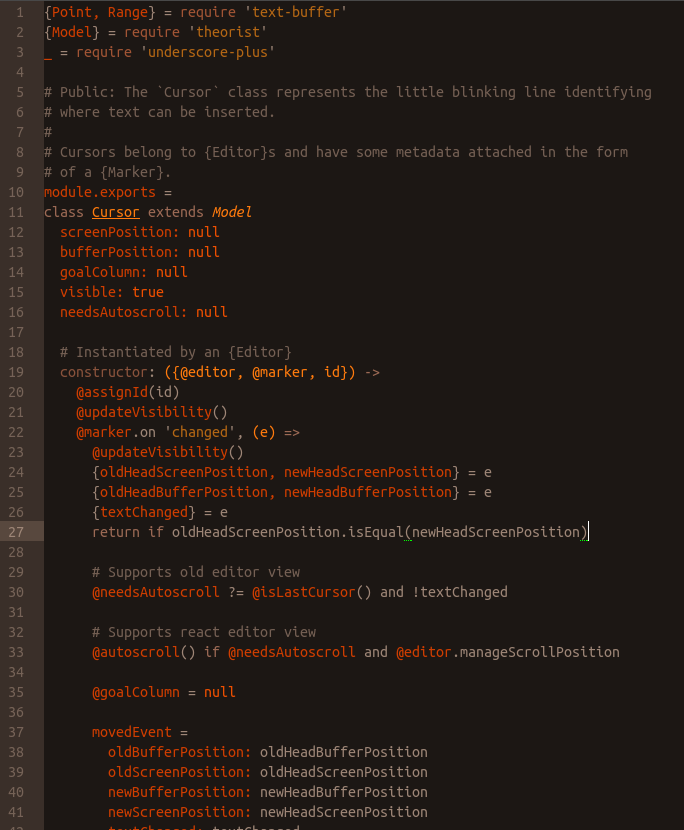 1 {Point, Range} = require 'text-buffer'
2 {Model} = require 'theorist'
3 _ = require 'underscore-plus'
4
5 # Public: The `Cursor` class represents the little blinking line identifying
6 # where text can be inserted.
7 #
8 # Cursors belong to {Editor}s and have some metadata attached in the form
9 # of a {Marker}.
10 module.exports =
11 class Cursor extends Model
12   screenPosition: null
13   bufferPosition: null
14   goalColumn: null
15   visible: true
16   needsAutoscroll: null
17
18   # Instantiated by an {Editor}
19   constructor: ({@editor, @marker, id}) ->
20     @assignId(id)
21     @updateVisibility()
22     @marker.on 'changed', (e) =>
23       @updateVisibility()
24       {oldHeadScreenPosition, newHeadScreenPosition} = e
25       {oldHeadBufferPosition, newHeadBufferPosition} = e
26       {textChanged} = e
27       return if oldHeadScreenPosition.isEqual(newHeadScreenPosition)
28
29       # Supports old editor view
30       @needsAutoscroll ?= @isLastCursor() and !textChanged
31
32       # Supports react editor view
33       @autoscroll() if @needsAutoscroll and @editor.manageScrollPosition
34
35       @goalColumn = null
36
37       movedEvent =
38         oldBufferPosition: oldHeadBufferPosition
39         oldScreenPosition: oldHeadScreenPosition
40         newBufferPosition: newHeadBufferPosition
41         newScreenPosition: newHeadScreenPosition